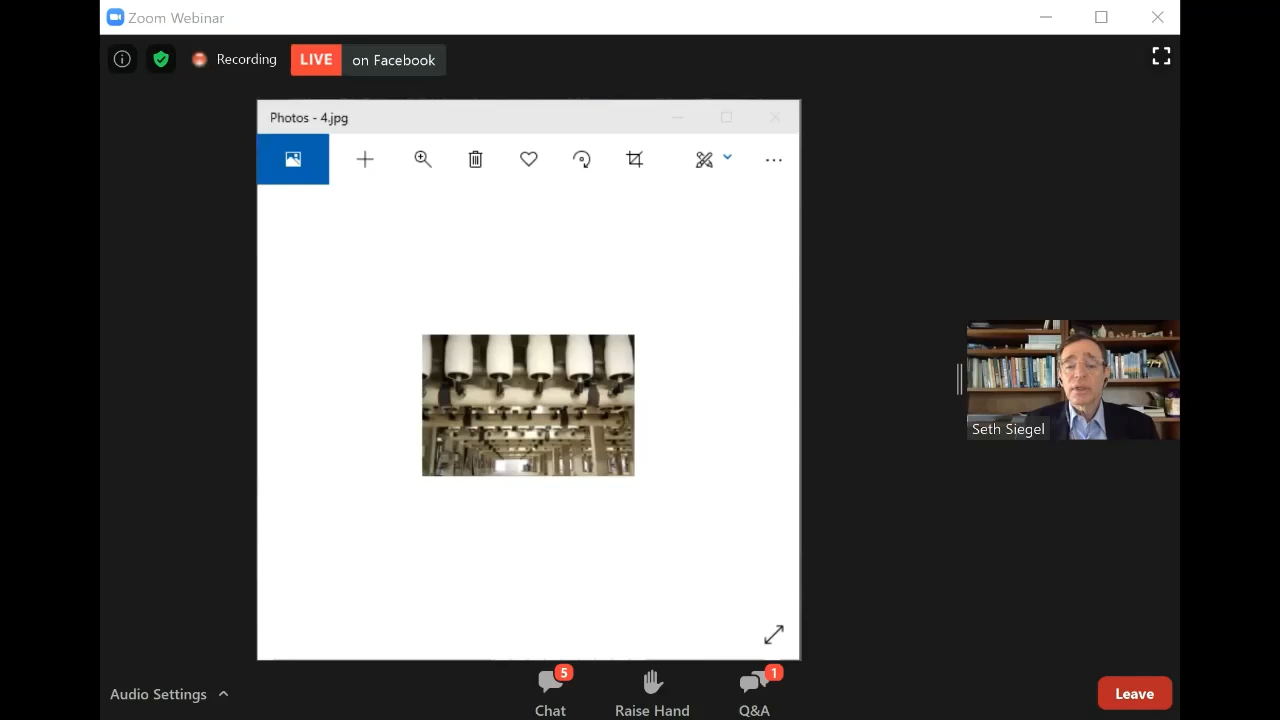 Zoom Webinar
Recording
LIVE on Facebook
Photos - 4.jpg
Seth Siegel
Audio Settings
5
Chat
Raise Hand
1
Q&A
Leave